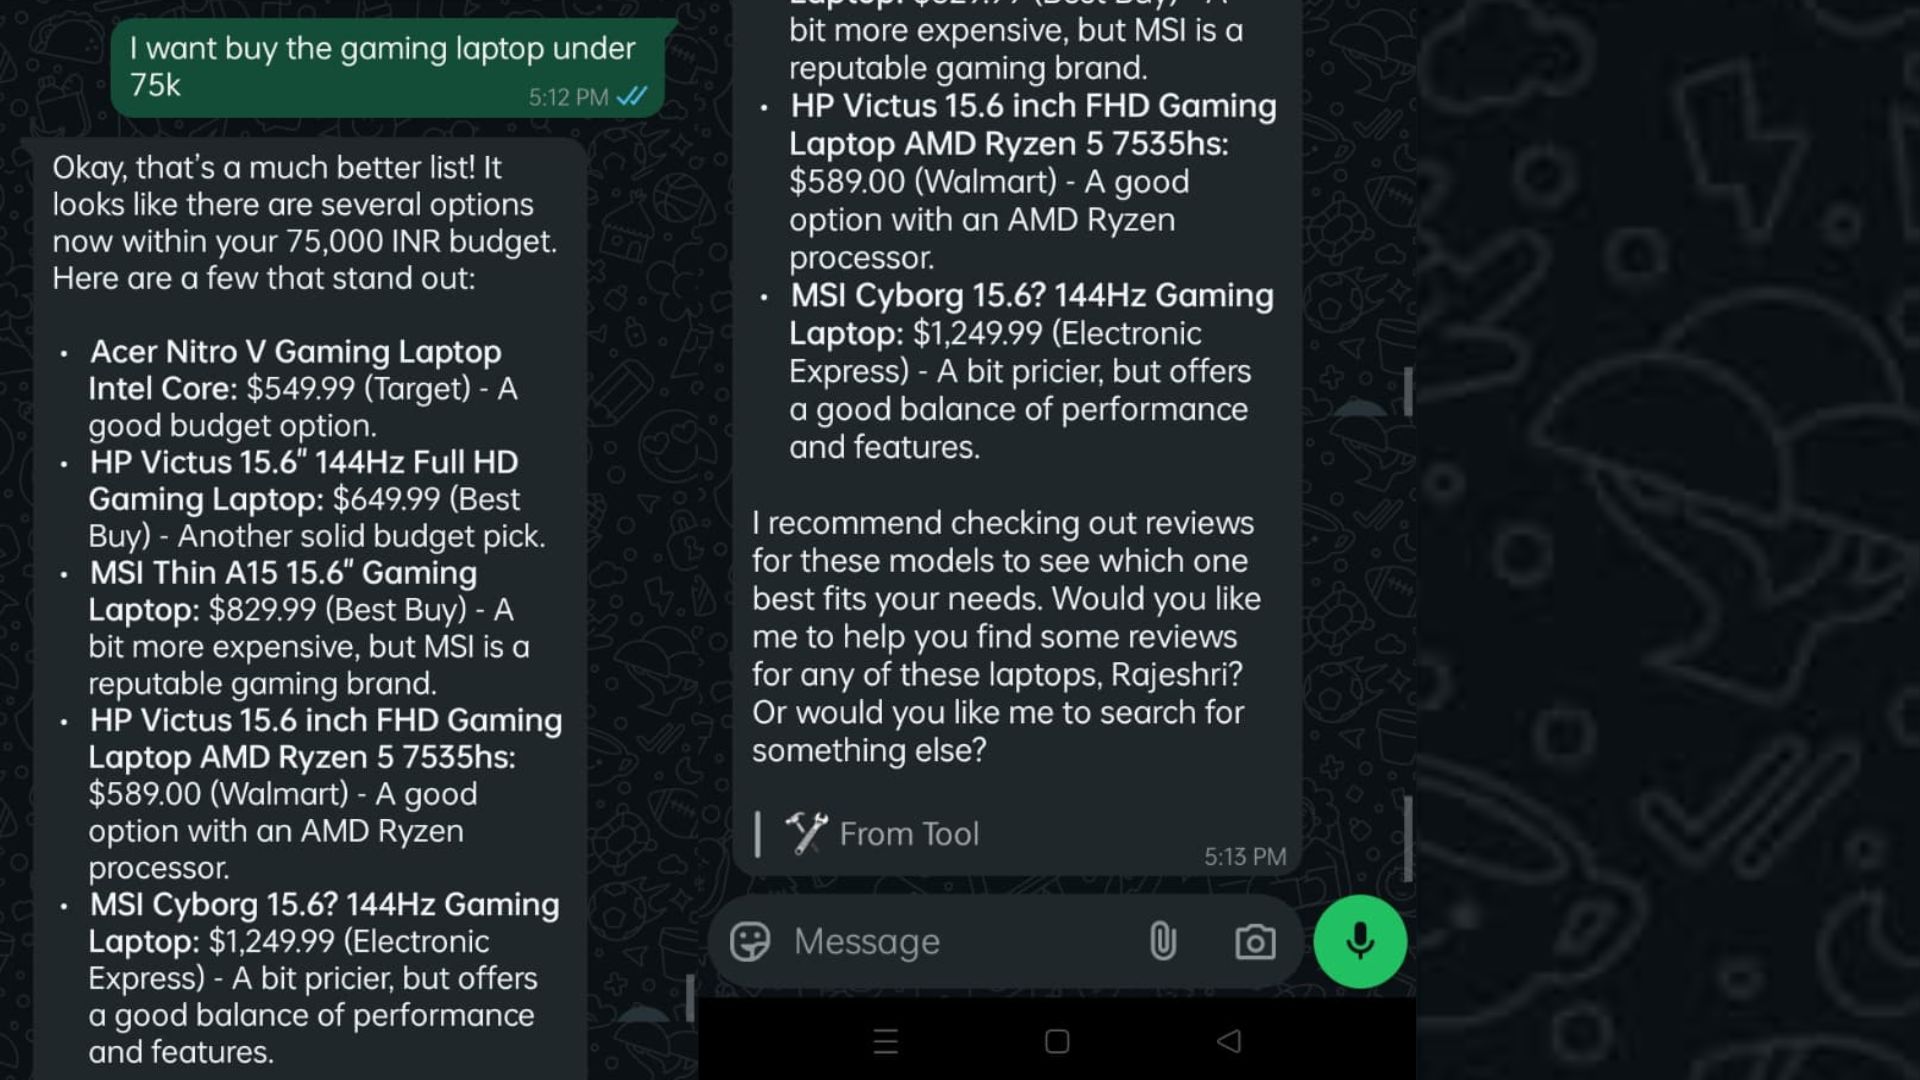 I want buy the gaming laptop under
75k
5:12 PM
Okay, that's a much better list! It
looks like there are several options
now within your 75,000 INR budget.
Here are a few that stand out:
• Acer Nitro V Gaming Laptop
Intel Core: $549.99 (Target) - A
good budget option.
• HP Victus 15.6" 144Hz Full HD
Gaming Laptop: $649.99 (Best
Buy) - Another solid budget pick.
• MSI Thin A15 15.6" Gaming
Laptop: $829.99 (Best Buy) - A
bit more expensive, but MSI is a
reputable gaming brand.
• HP Victus 15.6 inch FHD Gaming
Laptop AMD Ryzen 5 7535hs:
$589.00 (Walmart) - A good
option with an AMD Ryzen
processor.
• MSI Cyborg 15.6? 144Hz Gaming
Laptop: $1,249.99 (Electronic
Express) - A bit pricier, but offers
a good balance of performance
and features.
Laptop: $829.99 (Best Buy) - A
bit more expensive, but MSI is a
reputable gaming brand.
• HP Victus 15.6 inch FHD Gaming
Laptop AMD Ryzen 5 7535hs:
$589.00 (Walmart) - A good
option with an AMD Ryzen
processor.
• MSI Cyborg 15.6? 144Hz Gaming
Laptop: $1,249.99 (Electronic
Express) - A bit pricier, but offers
a good balance of performance
and features.
I recommend checking out reviews
for these models to see which one
best fits your needs. Would you like
me to help you find some reviews
for any of these laptops, Rajeshri?
Or would you like me to search for
something else?
From Tool
5:13 PM
Message